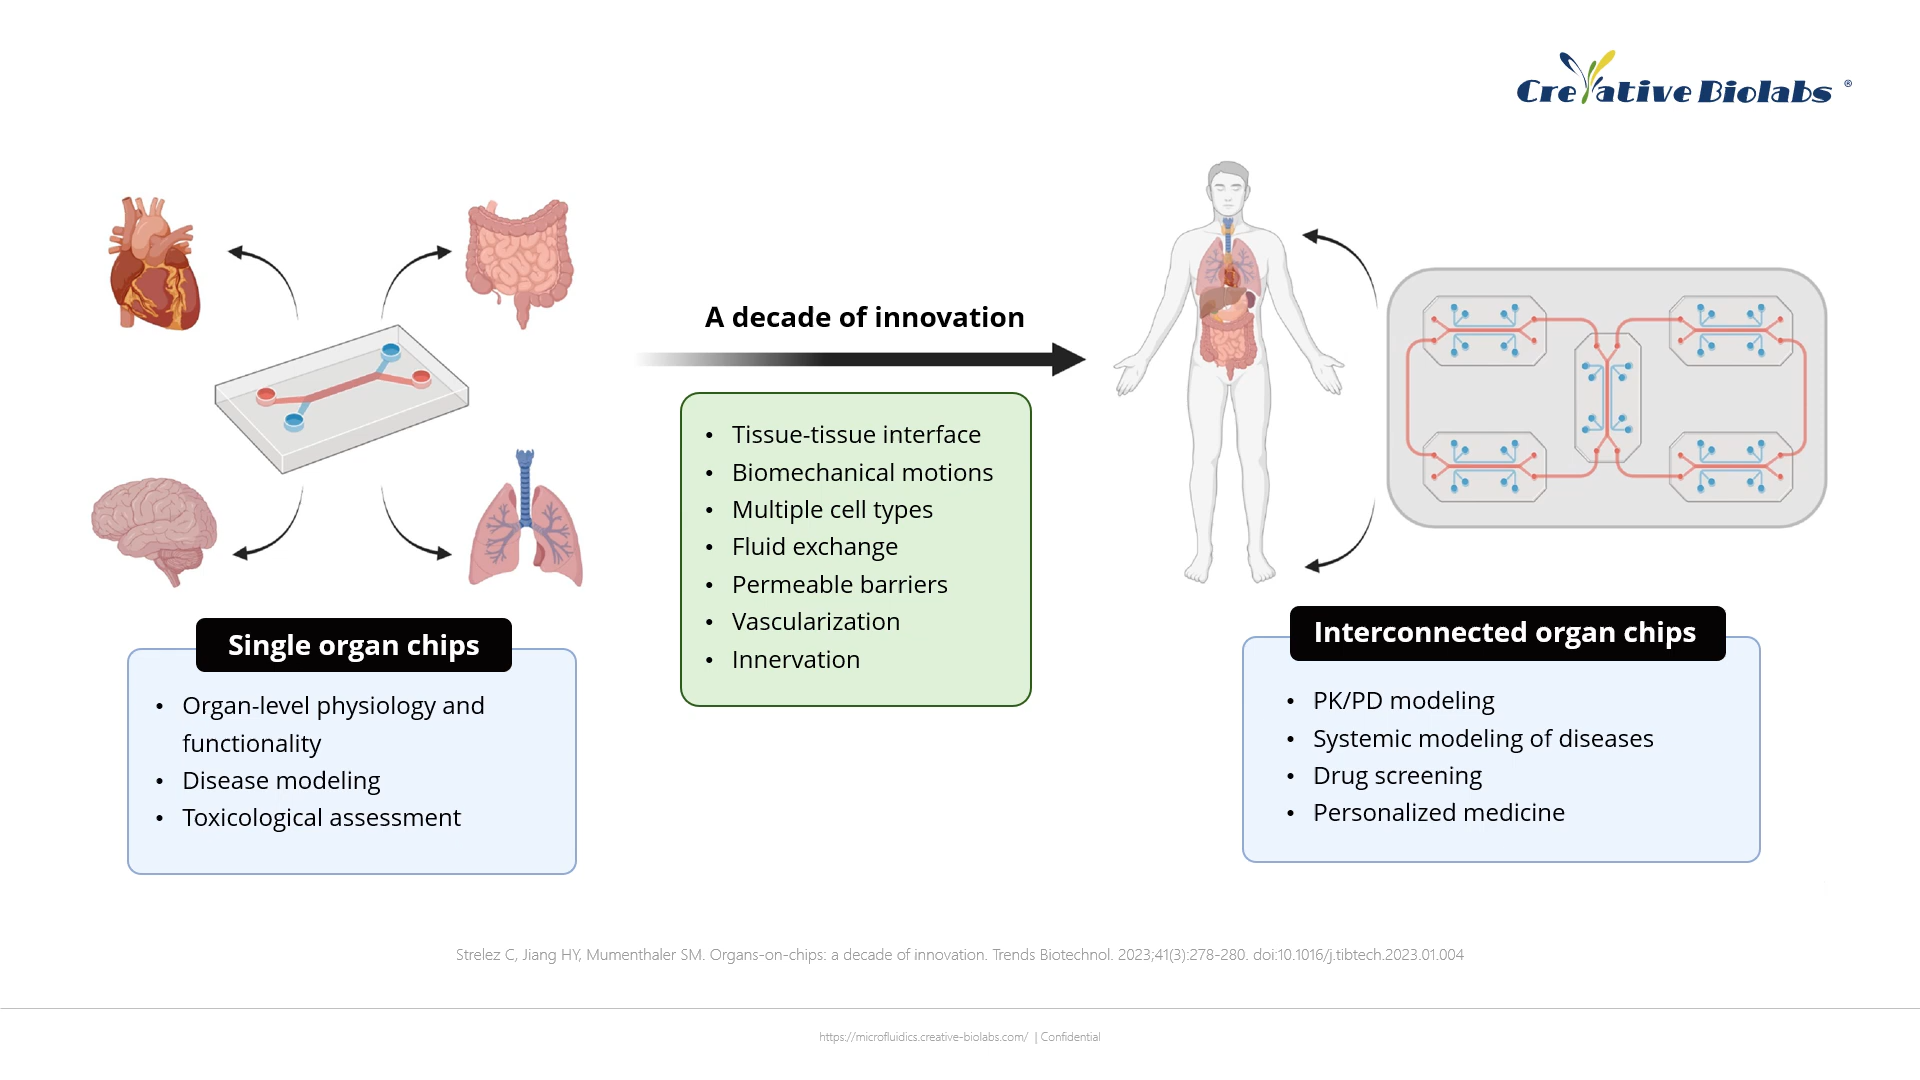 Creative Biolabs ®
A decade of innovation
• Tissue-tissue interface
• Biomechanical motions
• Multiple cell types
• Fluid exchange
• Permeable barriers
• Vascularization
• Innervation
Single organ chips
• Organ-level physiology and
functionality
• Disease modeling
• Toxicological assessment
Interconnected organ chips
• PK/PD modeling
• Systemic modeling of diseases
• Drug screening
• Personalized medicine
Strelez C, Jiang HY, Mumenthaler SM. Organs-on-chips: a decade of innovation. Trends Biotechnol. 2023;41(3):278-280. doi:10.1016/j.tibtech.2023.01.004
https://microfluidics.creative-biolabs.com/ | Confidential